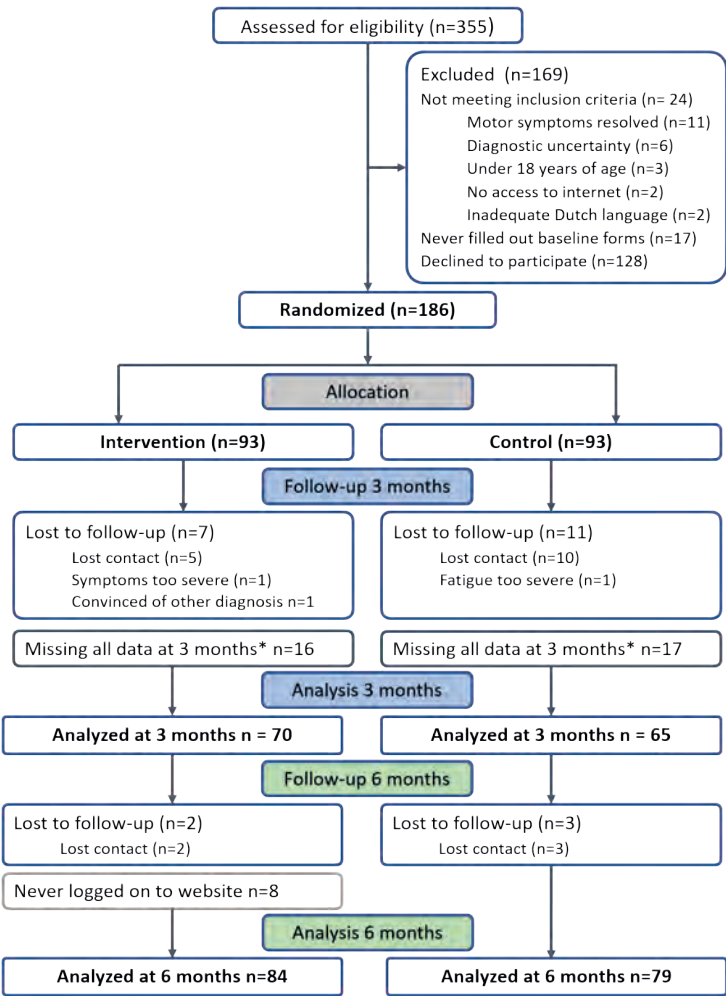 Assessed for eligibility (n=355)
Excluded (n=169)
Not meeting inclusion criteria (n= 24)
Motor symptoms resolved (n=11)
Diagnostic uncertainty (n=6)
Under 18 years of age (n=3)
No access to internet (n=2)
Inadequate Dutch language (n=2)
Never filled out baseline forms (n=17)
Declined to participate (n=128)
Randomized (n=186)
Allocation
Intervention (n=93)
Control (n=93)
Follow-up 3 months
Lost to follow-up (n=7)
Lost contact (n=5)
Symptoms too severe (n=1)
Convinced of other diagnosis n=1
Lost to follow-up (n=11)
Lost contact (n=10)
Fatigue too severe (n=1)
Missing all data at 3 months* n=16
Missing all data at 3 months* n=17
Analysis 3 months
Analyzed at 3 months n = 70
Analyzed at 3 months n = 65
Follow-up 6 months
Lost to follow-up (n=2)
Lost contact (n=2)
Lost to follow-up (n=3)
Lost contact (n=3)
Never logged on to website n=8
Analysis 6 months
Analyzed at 6 months n=84
Analyzed at 6 months n=79